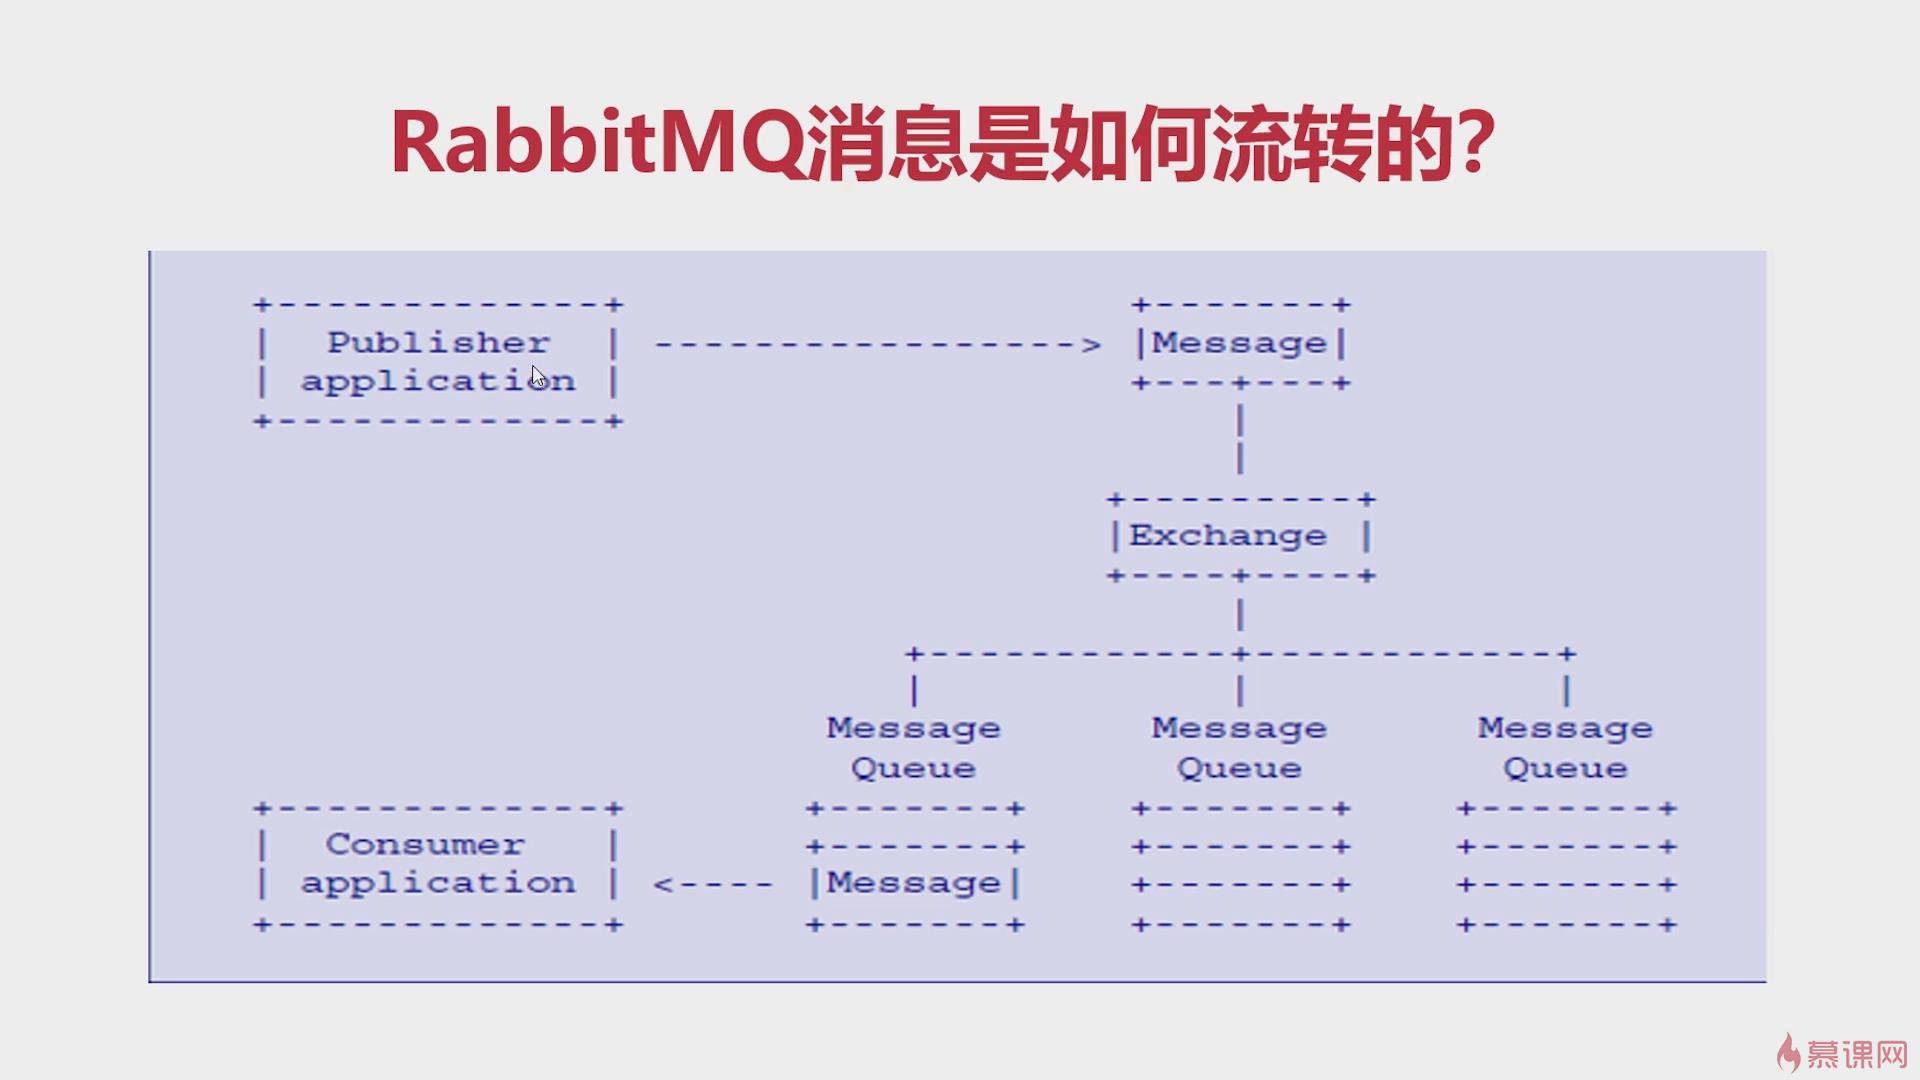 RabbitMQ消息是如何流转的?
Publisher
application
Message
Exchange
Message Message Message
Queue Queue Queue
Consumer
application
Message
慕课网